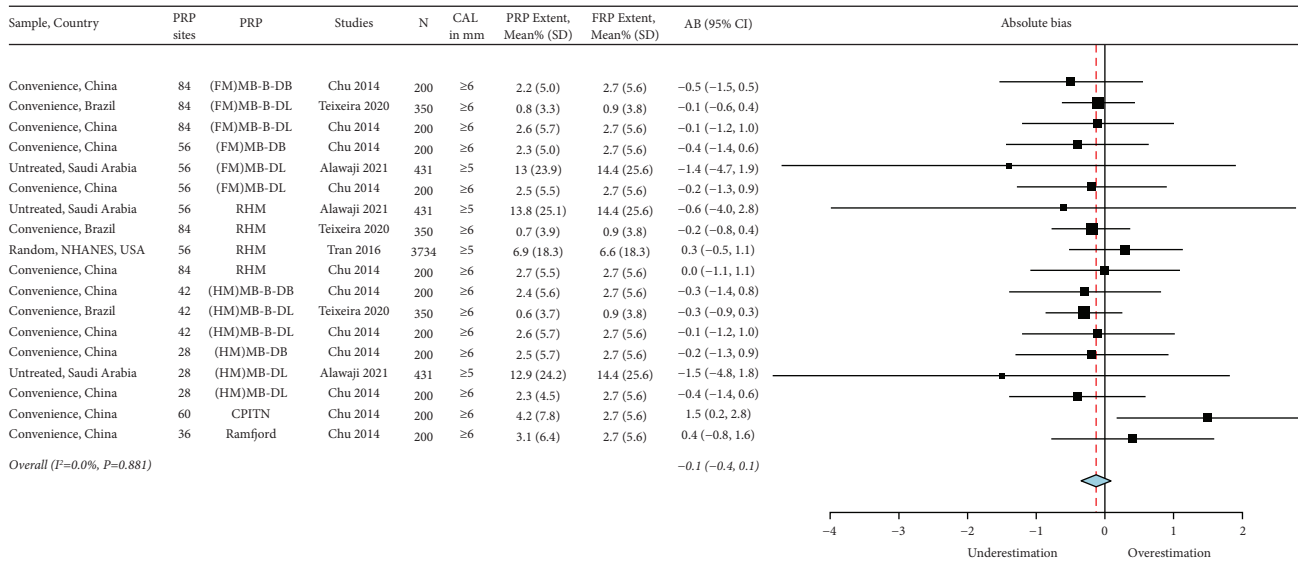 Sample, Country PRP sites PRP Studies N CAL in mm PRP Extent, Mean% (SD) FRP Extent, Mean% (SD) AB (95% CI) Absolute bias
Convenience, China 84 (FM)MB-B-DB Chu 2014 200 ≥6 2.2 (5.0) 2.7 (5.6) −0.5 (−1.5, 0.5)
Convenience, Brazil 84 (FM)MB-B-DL Teixeira 2020 350 ≥6 0.8 (3.3) 0.9 (3.8) −0.1 (−0.6, 0.4)
Convenience, China 84 (FM)MB-B-DL Chu 2014 200 ≥6 2.6 (5.7) 2.7 (5.6) −0.1 (−1.2, 1.0)
Convenience, China 56 (FM)MB-DB Chu 2014 200 ≥6 2.3 (5.0) 2.7 (5.6) −0.4 (−1.4, 0.6)
Untreated, Saudi Arabia 56 (FM)MB-DL Alawaji 2021 431 ≥5 13 (23.9) 14.4 (25.6) −1.4 (−4.7, 1.9)
Convenience, China 56 (FM)MB-DL Chu 2014 200 ≥6 2.5 (5.5) 2.7 (5.6) −0.2 (−1.3, 0.9)
Untreated, Saudi Arabia 56 RHM Alawaji 2021 431 ≥5 13.8 (25.1) 14.4 (25.6) −0.6 (−4.0, 2.8)
Convenience, Brazil 84 RHM Teixeira 2020 350 ≥6 0.7 (3.9) 0.9 (3.8) −0.2 (−0.8, 0.4)
Random, NHANES, USA 56 RHM Tran 2016 3734 ≥5 6.9 (18.3) 6.6 (18.3) 0.3 (−0.5, 1.1)
Convenience, China 84 RHM Chu 2014 200 ≥6 2.7 (5.5) 2.7 (5.6) 0.0 (−1.1, 1.1)
Convenience, China 42 (HM)MB-B-DB Chu 2014 200 ≥6 2.4 (5.6) 2.7 (5.6) −0.3 (−1.4, 0.8)
Convenience, Brazil 42 (HM)MB-B-DL Teixeira 2020 350 ≥6 0.6 (3.7) 0.9 (3.8) −0.3 (−0.9, 0.3)
Convenience, China 42 (HM)MB-B-DL Chu 2014 200 ≥6 2.6 (5.7) 2.7 (5.6) −0.1 (−1.2, 1.0)
Convenience, China 28 (HM)MB-DB Chu 2014 200 ≥6 2.5 (5.7) 2.7 (5.6) −0.2 (−1.3, 0.9)
Untreated, Saudi Arabia 28 (HM)MB-DL Alawaji 2021 431 ≥5 12.9 (24.2) 14.4 (25.6) −1.5 (−4.8, 1.8)
Convenience, China 28 (HM)MB-DL Chu 2014 200 ≥6 2.3 (4.5) 2.7 (5.6) −0.4 (−1.4, 0.6)
Convenience, China 60 CPITN Chu 2014 200 ≥6 4.2 (7.8) 2.7 (5.6) 1.5 (0.2, 2.8)
Convenience, China 36 Ramfjord Chu 2014 200 ≥6 3.1 (6.4) 2.7 (5.6) 0.4 (−0.8, 1.6)
Overall (I²=0.0%, P=0.881) −0.1 (−0.4, 0.1)
−4 −3 −2 −1 0 1 2
Underestimation Overestimation